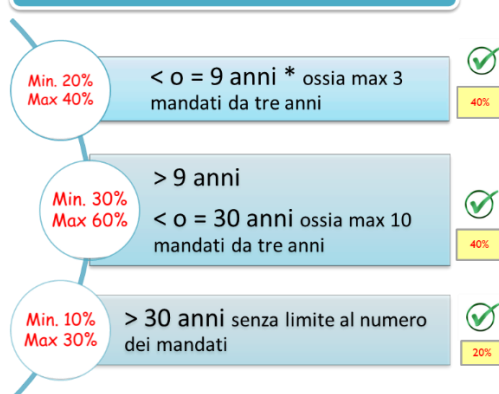 Min. 20%
Max 40%
< o = 9 anni * ossia max 3
mandati da tre anni
40%
Min. 30%
Max 60%
> 9 anni
< o = 30 anni ossia max 10
mandati da tre anni
40%
Min. 10%
Max 30%
> 30 anni senza limite al numero
dei mandati
20%